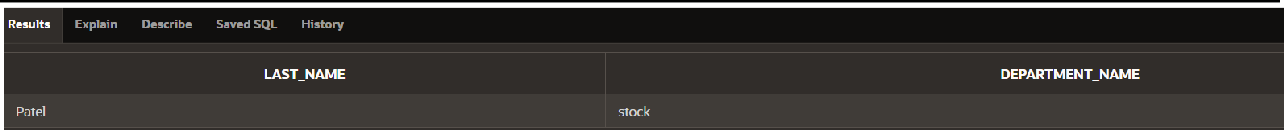 Results Explain Describe Saved SQL History
LAST_NAME DEPARTMENT_NAME
Patel stock